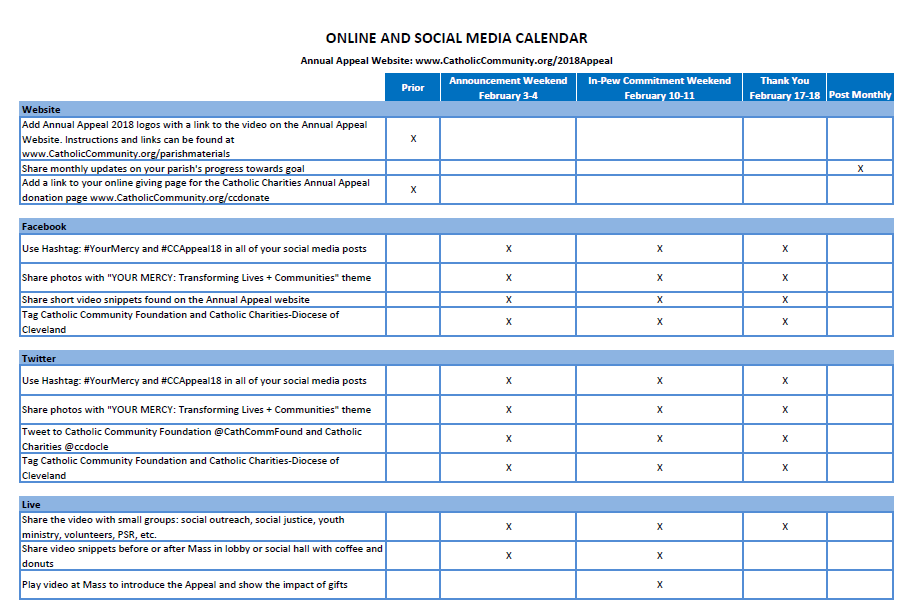 ONLINE AND SOCIAL MEDIA CALENDAR
Annual Appeal Website: www.CatholicCommunity.org/2018Appeal
Prior
Announcement Weekend
February 3-4
In-Pew Commitment Weekend
February 10-11
Thank You
February 17-18
Post Monthly
Website
Add Annual Appeal 2018 logos with a link to the video on the Annual Appeal
Website. Instructions and links can be found at
www.CatholicCommunity.org/parishmaterials
X
Share monthly updates on your parish's progress towards goal
X
Add a link to your online giving page for the Catholic Charities Annual Appeal
donation page www.CatholicCommunity.org/ccdonate
X
Facebook
Use Hashtag: #YourMercy and #CCAppeal18 in all of your social media posts
X X X
Share photos with "YOUR MERCY: Transforming Lives + Communities" theme
X X X
Share short video snippets found on the Annual Appeal website
X X X
Tag Catholic Community Foundation and Catholic Charities-Diocese of
Cleveland
X X X
Twitter
Use Hashtag: #YourMercy and #CCAppeal18 in all of your social media posts
X X X
Share photos with "YOUR MERCY: Transforming Lives + Communities" theme
X X X
Tweet to Catholic Community Foundation @CathCommFound and Catholic
Charities @ccdocle
X X X
Tag Catholic Community Foundation and Catholic Charities-Diocese of
Cleveland
X X X
Live
Share the video with small groups: social outreach, social justice, youth
ministry, volunteers, PSR, etc.
X X X
Share video snippets before or after Mass in lobby or social hall with coffee and
donuts
X X
Play video at Mass to introduce the Appeal and show the impact of gifts
X